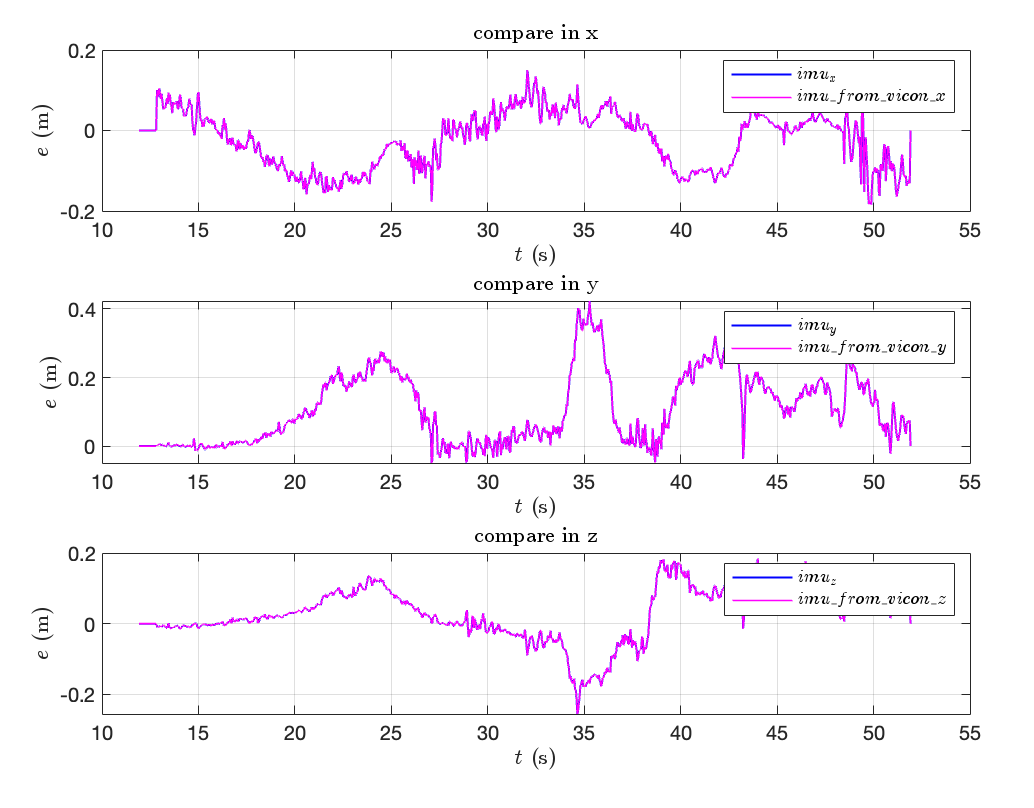 compare in x
0.2
0
-0.2
e (m)
imu_x
imu_from_vicon_x
10 15 20 25 30 35 40 45 50 55
t (s)
compare in y
0.4
0.2
0
e (m)
imu_y
imu_from_vicon_y
10 15 20 25 30 35 40 45 50 55
t (s)
compare in z
0.2
0
-0.2
e (m)
imu_z
imu_from_vicon_z
10 15 20 25 30 35 40 45 50 55
t (s)